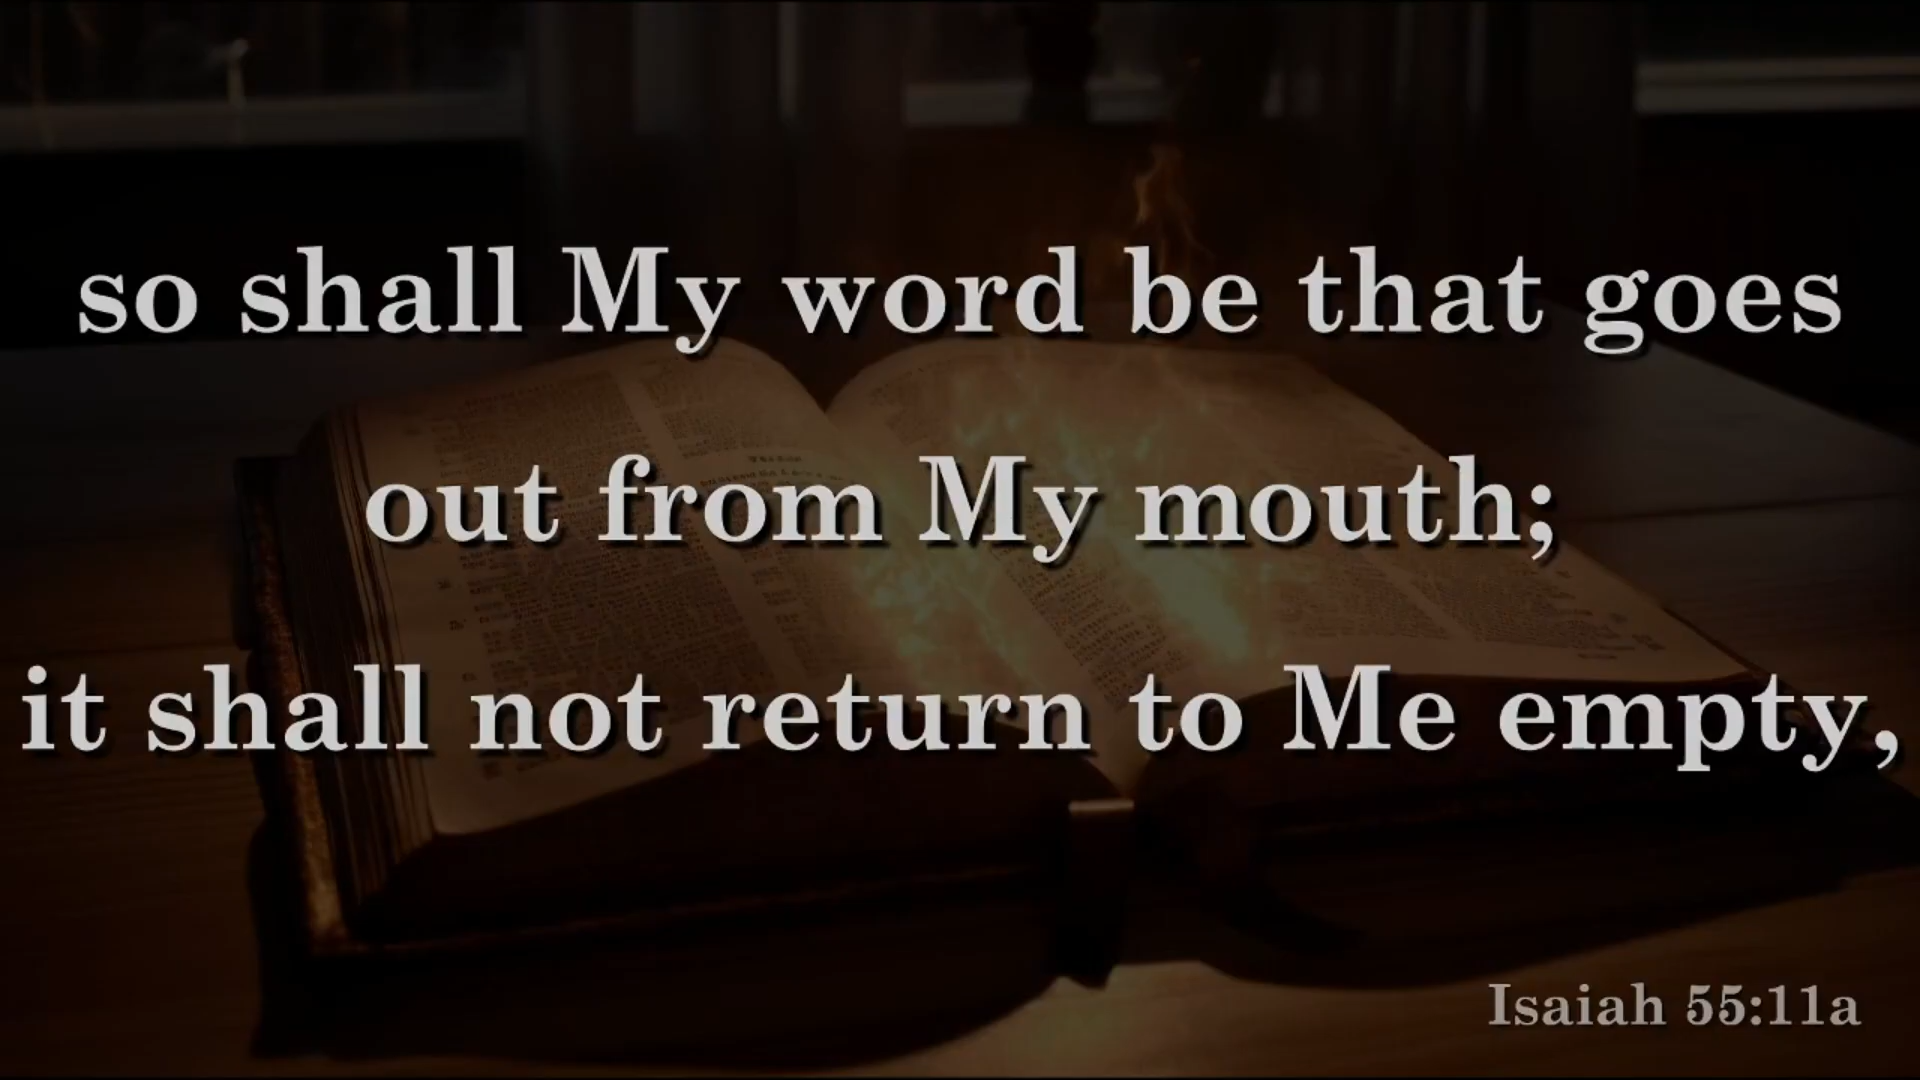 so shall My word be that goes
out from My mouth;
it shall not return to Me empty,
Isaiah 55:11a